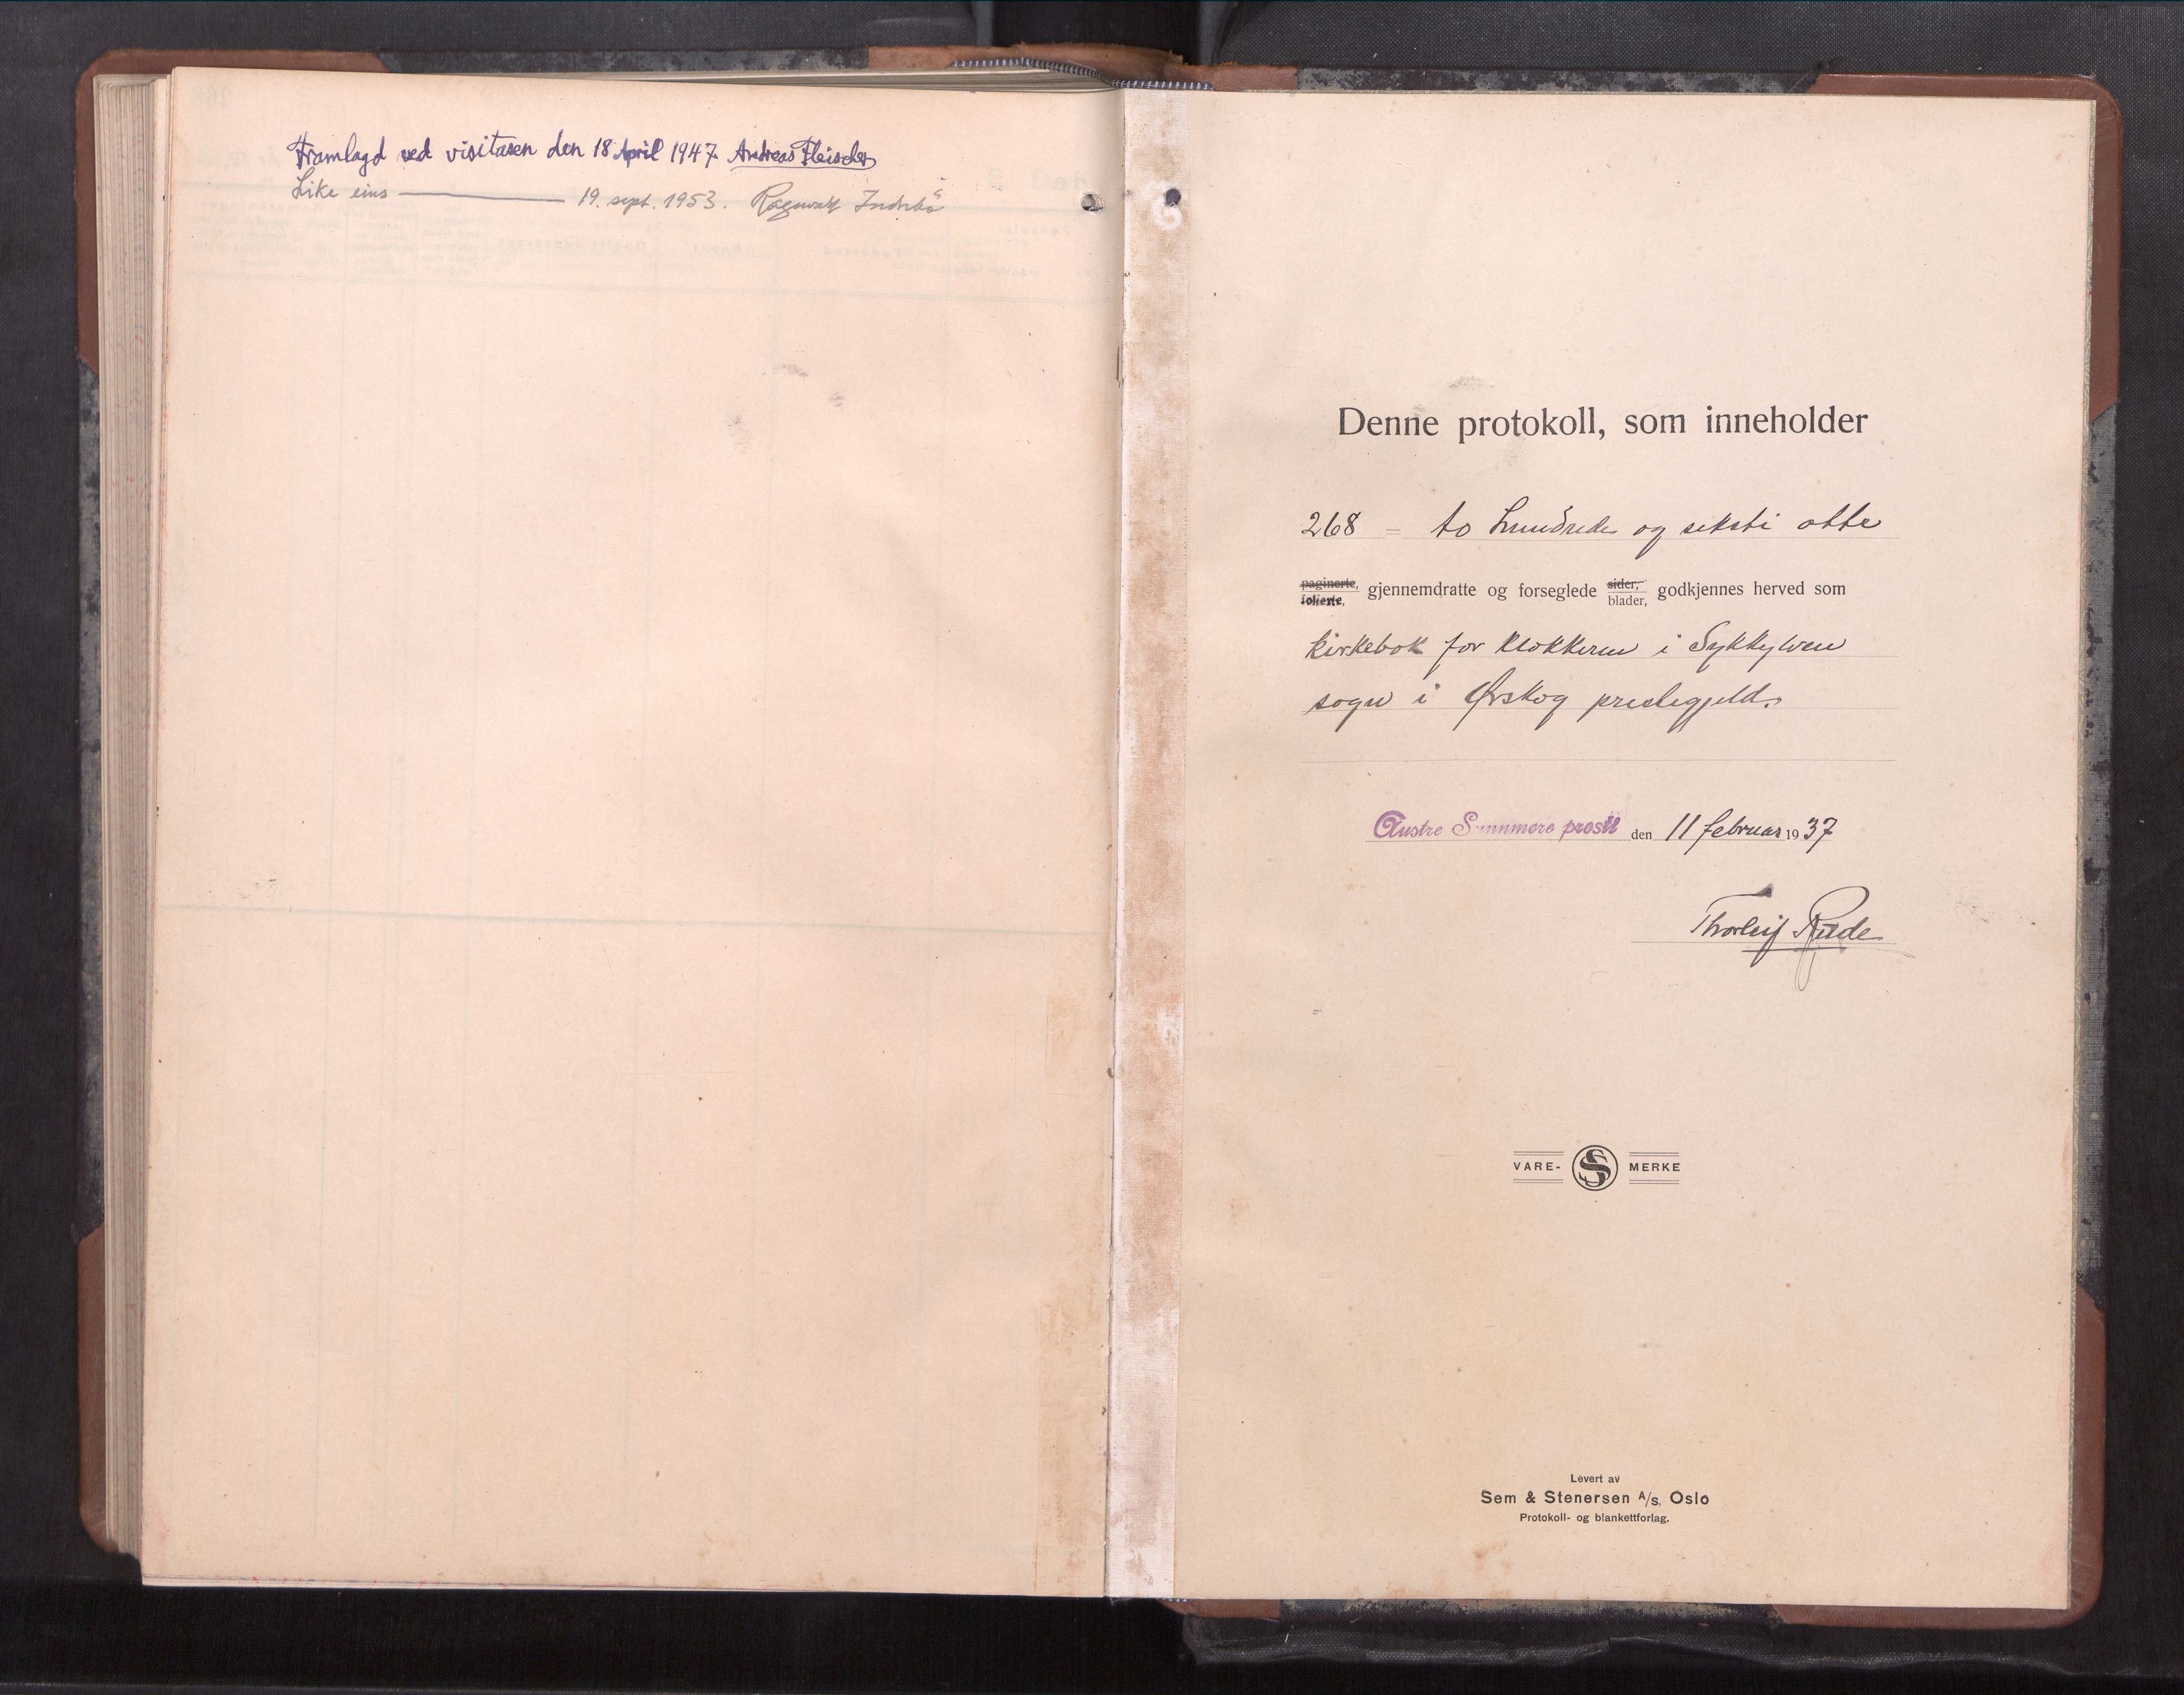 Framlagd ved visitasen den 18 April 1947 Andreas Fleischer
Like eins ——— 19. sept. 1953. Ragnvald Indrebö
Denne protokoll, som inneholder
268 = to hundrede og seksti otte
paginerte, folierte, gjennemdratte og forseglede sider, blader, godkjennes herved som
kirkebok for klokkeren i Sykkylven
sogn i Ørskog prestegjeld.
Austre Sunnmøre prosti den 11 februar 1937
Thorleif Rude
VARE- S MERKE
Levert av
Sem & Stenersen A/s, Oslo
Protokoll- og blankettforlag.